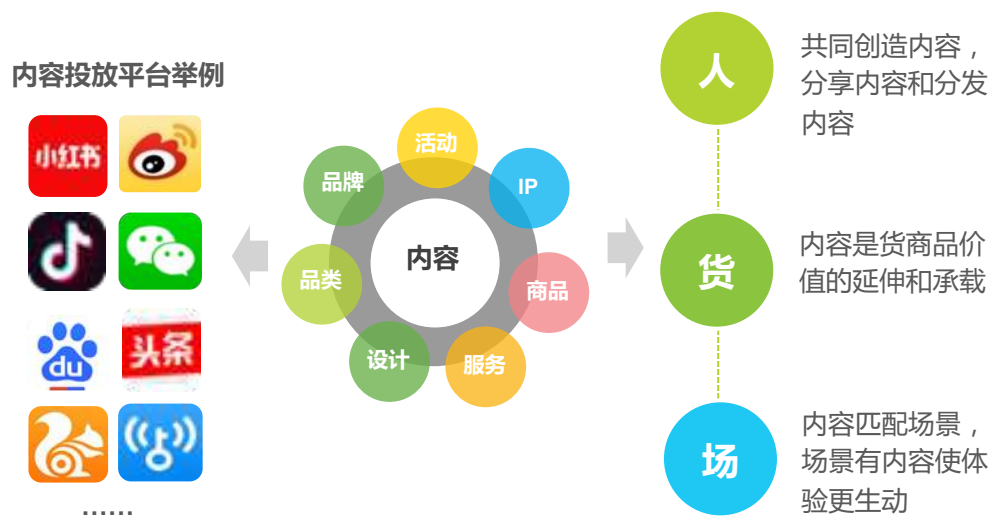 内容投放平台举例
小红书
du
头条
......
活动
品牌
IP
内容
品类
商品
设计
服务
人
共同创造内容，
分享内容和分发
内容
货
内容是货商品价
值的延伸和承载
场
内容匹配场景，
场景有内容使体
验更生动